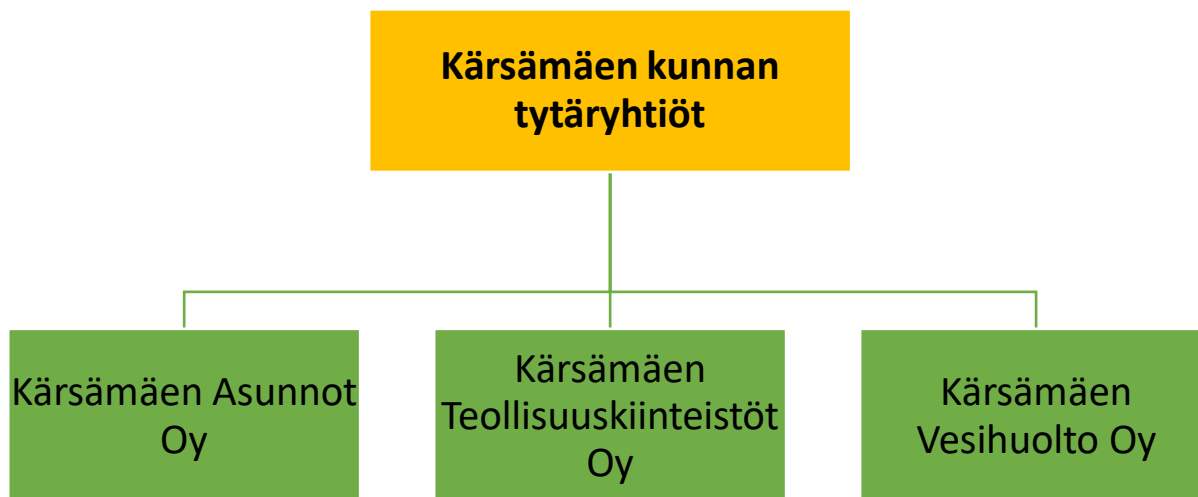 Kärsämäen kunnan
tytäryhtiöt
Kärsämäen Asunnot
Oy
Kärsämäen
Teollisuuskiinteistöt
Oy
Kärsämäen
Vesihuolto Oy